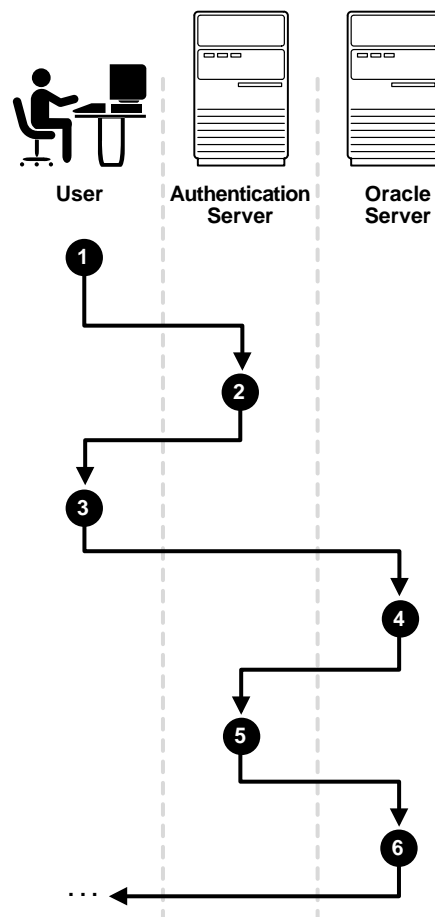 User
Authentication
Server
Oracle
Server
1
2
3
4
5
6
...